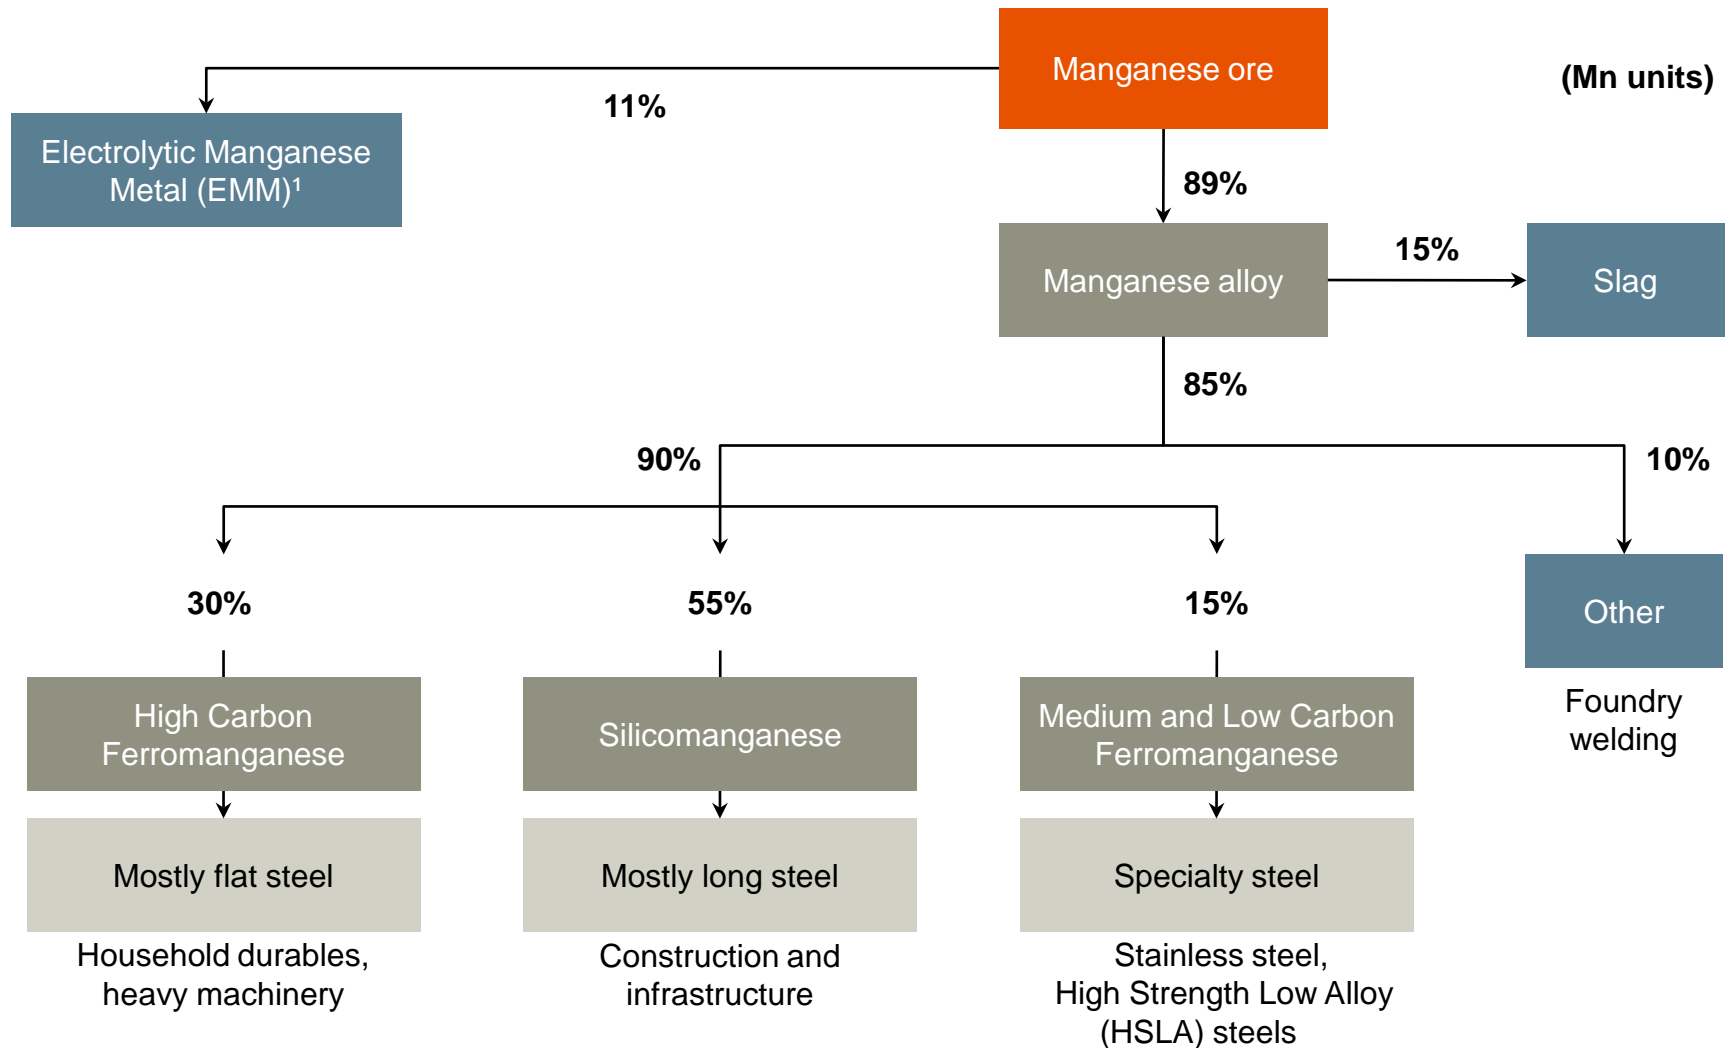 Manganese ore
(Mn units)
11%
Electrolytic Manganese
Metal (EMM)¹
89%
Manganese alloy
15%
Slag
85%
90%
10%
30%
55%
15%
Other
Foundry
welding
High Carbon
Ferromanganese
Silicomanganese
Medium and Low Carbon
Ferromanganese
Mostly flat steel
Mostly long steel
Specialty steel
Household durables,
heavy machinery
Construction and
infrastructure
Stainless steel,
High Strength Low Alloy
(HSLA) steels